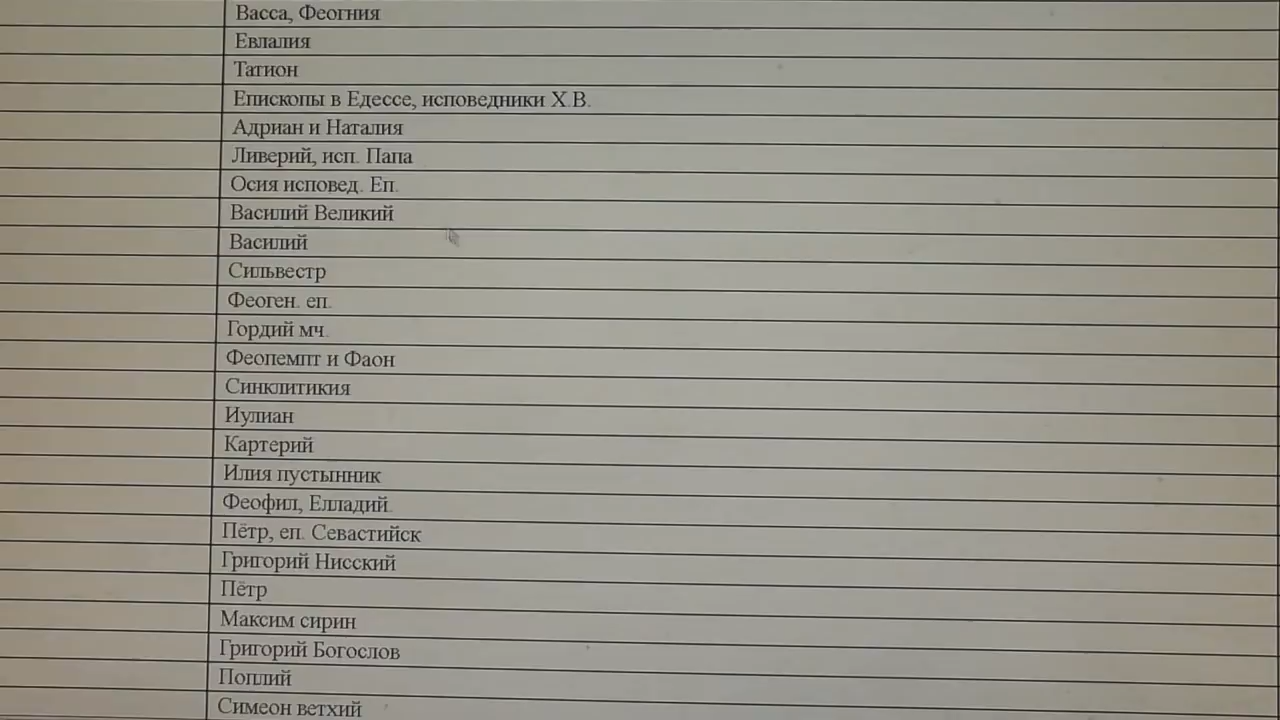 Васса, Феогния
Евлалия
Татион
Епископы в Едессе, исповедники Х.В.
Адриан и Наталия
Ливерий, исп. Папа
Осия исповед. Еп.
Василий Великий
Василий
Сильвестр
Феоген. еп.
Гордий мч.
Феопемпт и Фаон
Синклитикия
Иулиан
Картерий
Илия пустынник
Феофил, Елладий.
Пётр, еп. Севастийск
Григорий Нисский
Пётр
Максим сирин
Григорий Богослов
Поплий
Симеон ветхий